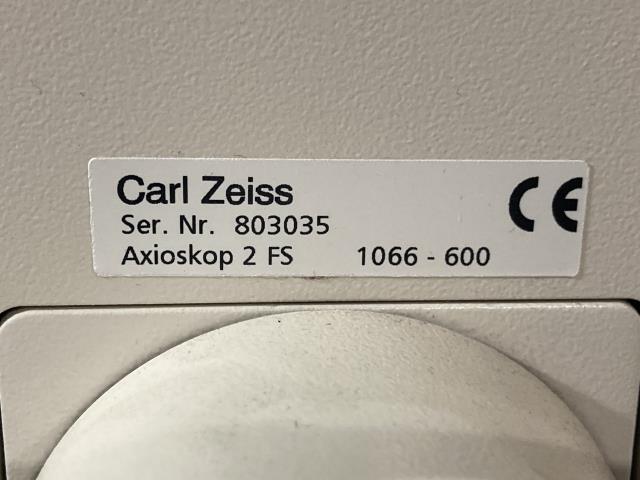 Carl Zeiss
Ser. Nr. 803035
Axioskop 2 FS 1066 - 600
CE